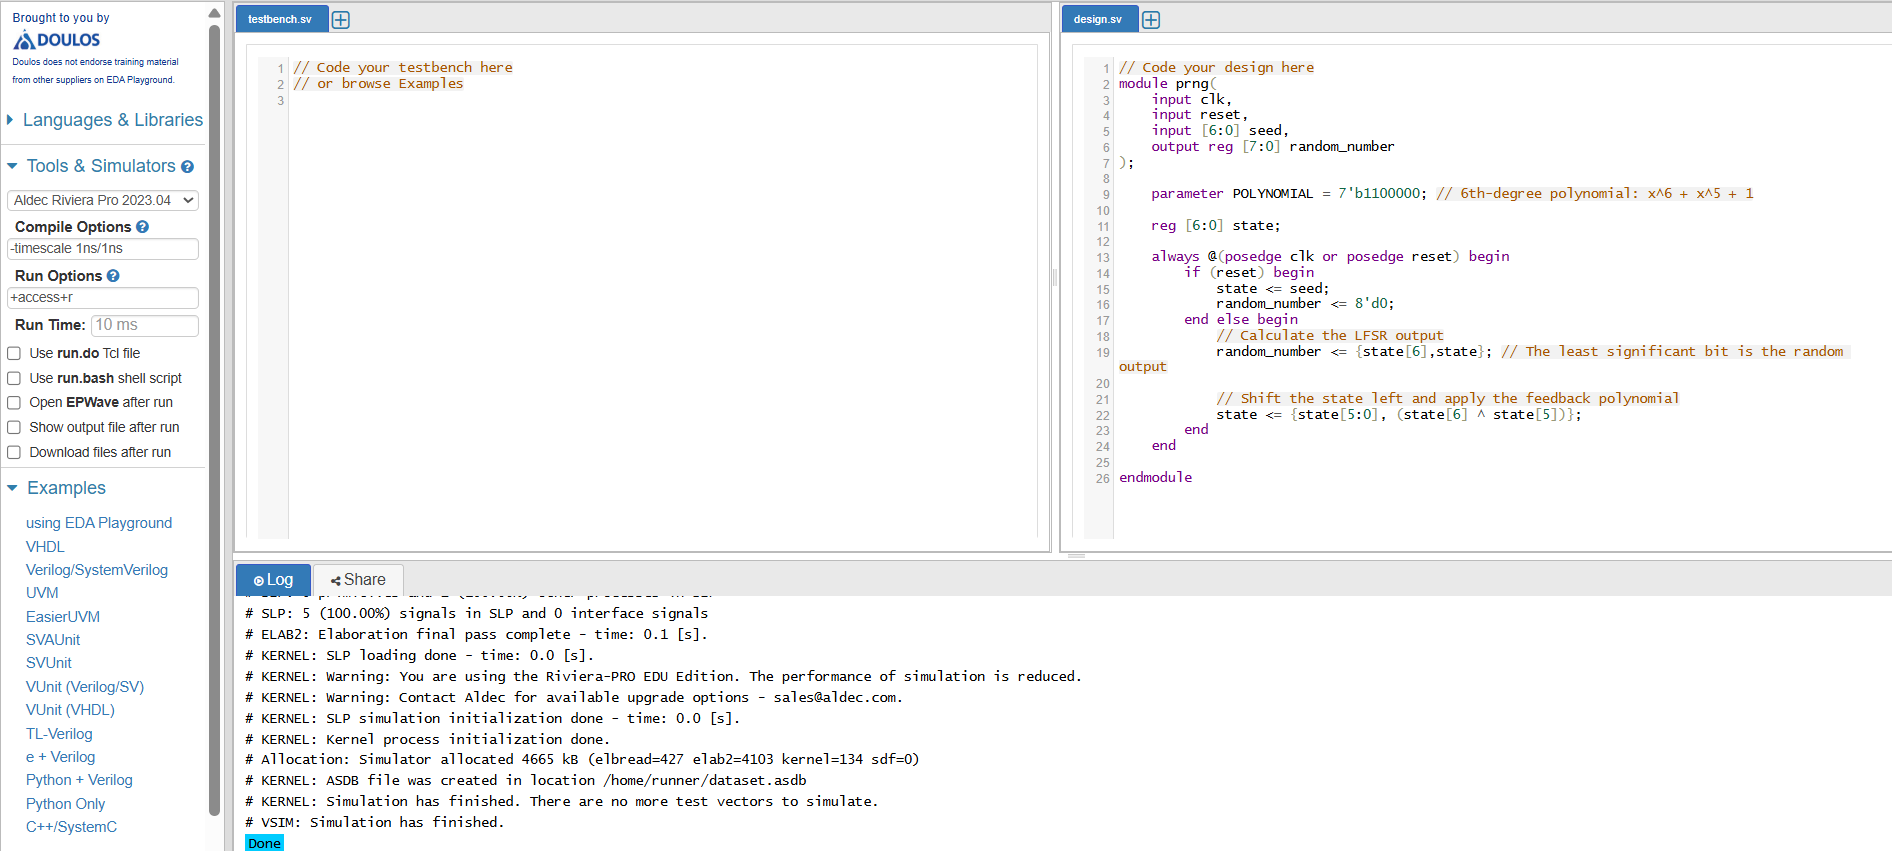 Brought to you by
DOULOS
Doulos does not endorse training material
from other suppliers on EDA Playground.
Languages & Libraries
Tools & Simulators
Aldec Riviera Pro 2023.04
Compile Options
-timescale 1ns/1ns
Run Options
+access+r
Run Time: 10 ms
Use run.do Tcl file
Use run.bash shell script
Open EPWave after run
Show output file after run
Download files after run
Examples
using EDA Playground
VHDL
Verilog/SystemVerilog
UVM
EasierUVM
SVAUnit
SVUnit
VUnit (Verilog/SV)
VUnit (VHDL)
TL-Verilog
e + Verilog
Python + Verilog
Python Only
C++/SystemC
testbench.sv
1 // Code your testbench here
2 // or browse Examples
3
design.sv
1 // Code your design here
2 module prng(
3 input clk,
4 input reset,
5 input [6:0] seed,
6 output reg [7:0] random_number
7 );
8
9 parameter POLYNOMIAL = 7'b1100000; // 6th-degree polynomial: x^6 + x^5 + 1
10
11 reg [6:0] state;
12
13 always @(posedge clk or posedge reset) begin
14 if (reset) begin
15 state <= seed;
16 random_number <= 8'd0;
17 end else begin
18 // Calculate the LFSR output
19 random_number <= {state[6],state}; // The least significant bit is the random
output
20
21 // Shift the state left and apply the feedback polynomial
22 state <= {state[5:0], (state[6] ^ state[5])};
23 end
24 end
25
26 endmodule
Log
Share
# SLP: 5 (100.00%) signals in SLP and 0 interface signals
# ELAB2: Elaboration final pass complete - time: 0.1 [s].
# KERNEL: SLP loading done - time: 0.0 [s].
# KERNEL: Warning: You are using the Riviera-PRO EDU Edition. The performance of simulation is reduced.
# KERNEL: Warning: Contact Aldec for available upgrade options - sales@aldec.com.
# KERNEL: SLP simulation initialization done - time: 0.0 [s].
# KERNEL: Kernel process initialization done.
# Allocation: Simulator allocated 4665 kB (elbread=427 elab2=4103 kernel=134 sdf=0)
# KERNEL: ASDB file was created in location /home/runner/dataset.asdb
# KERNEL: Simulation has finished. There are no more test vectors to simulate.
# VSIM: Simulation has finished.
Done